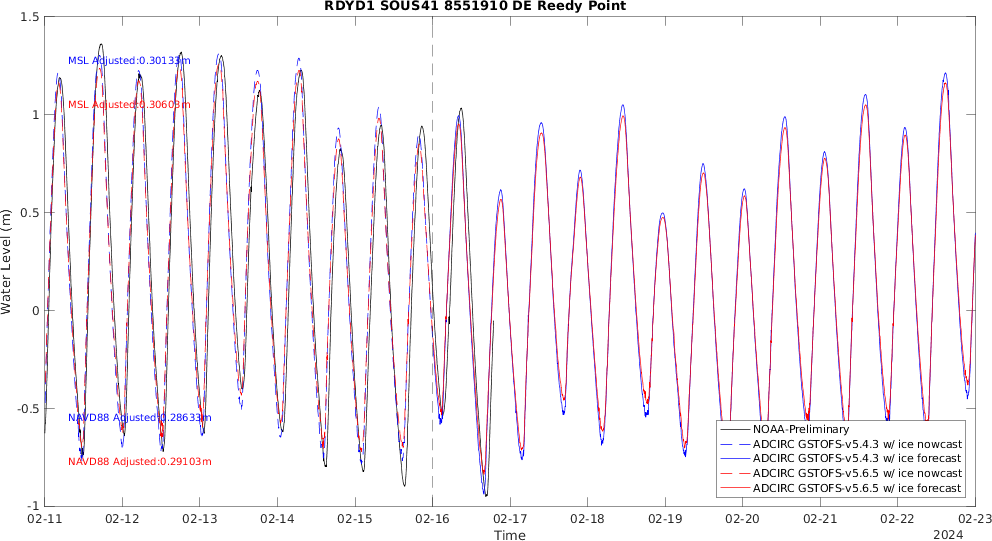 RDYD1 SOUS41 8551910 DE Reedy Point
Water Level (m)
1.5
1
0.5
0
-0.5
-1
MSL Adjusted:0.30133m
MSL Adjusted:0.30603m
NAVD88 Adjusted:0.28633m
NAVD88 Adjusted:0.29103m
NOAA-Preliminary
ADCIRC GSTOFS-v5.4.3 w/ ice nowcast
ADCIRC GSTOFS-v5.4.3 w/ ice forecast
ADCIRC GSTOFS-v5.6.5 w/ ice nowcast
ADCIRC GSTOFS-v5.6.5 w/ ice forecast
02-11 02-12 02-13 02-14 02-15 02-16 02-17 02-18 02-19 02-20 02-21 02-22 02-23
Time
2024